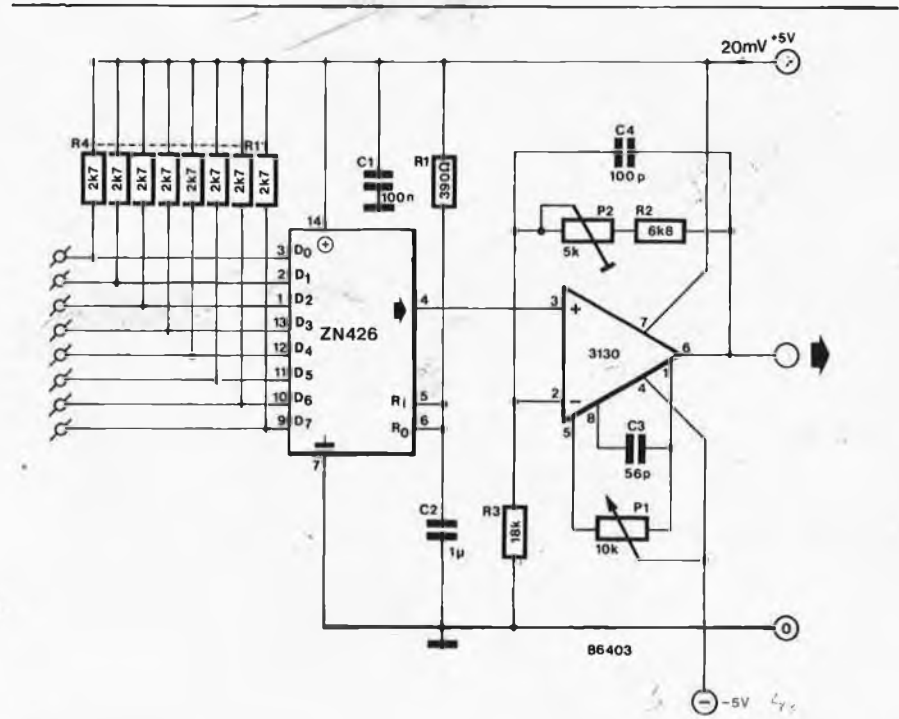 20mV +5V
C4
100p
R4 R11
2k7 2k7 2k7 2k7 2k7 2k7 2k7 2k7
C1
100n
R1
390Ω
P2 R2
5k 6k8
14
3 D0
2 D1
1 D2
13 D3
12 D4
11 D5
10 D6
9 D7
ZN426
4
Ri 5
R0 6
7
3 +
2 −
3130
7
6
1
4
8
5
C3
56p
C2
1µ
R3
18k
P1
10k
0
B6403
− -5V